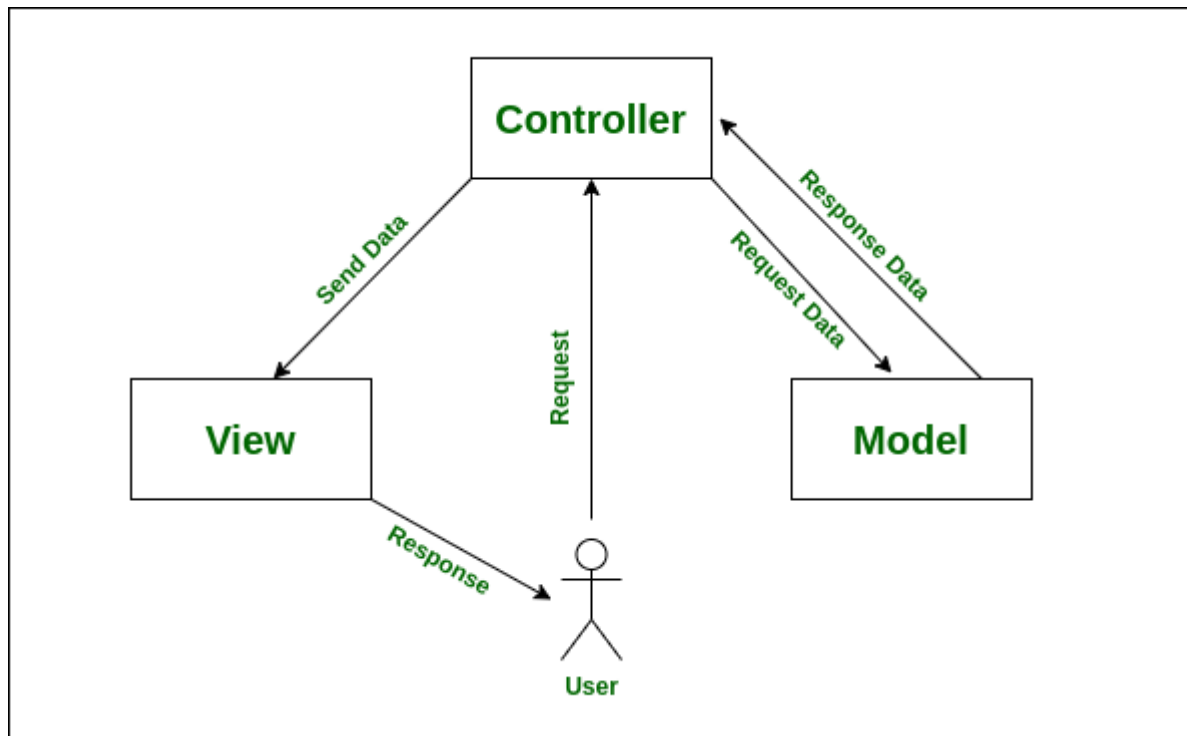 Controller
Send Data
Response Data
Request Data
Request
View
Model
Response
User